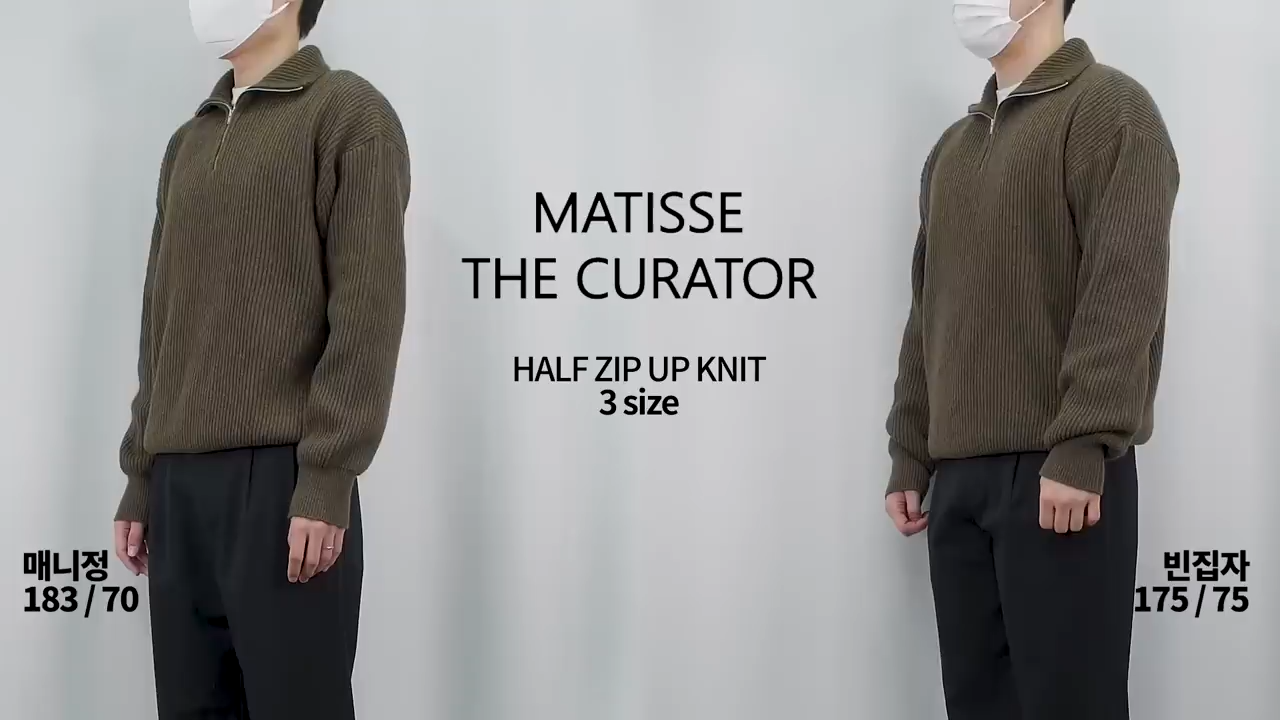 MATISSE
THE CURATOR
HALF ZIP UP KNIT
3 size
매니정
183 / 70
빈집자
175 / 75